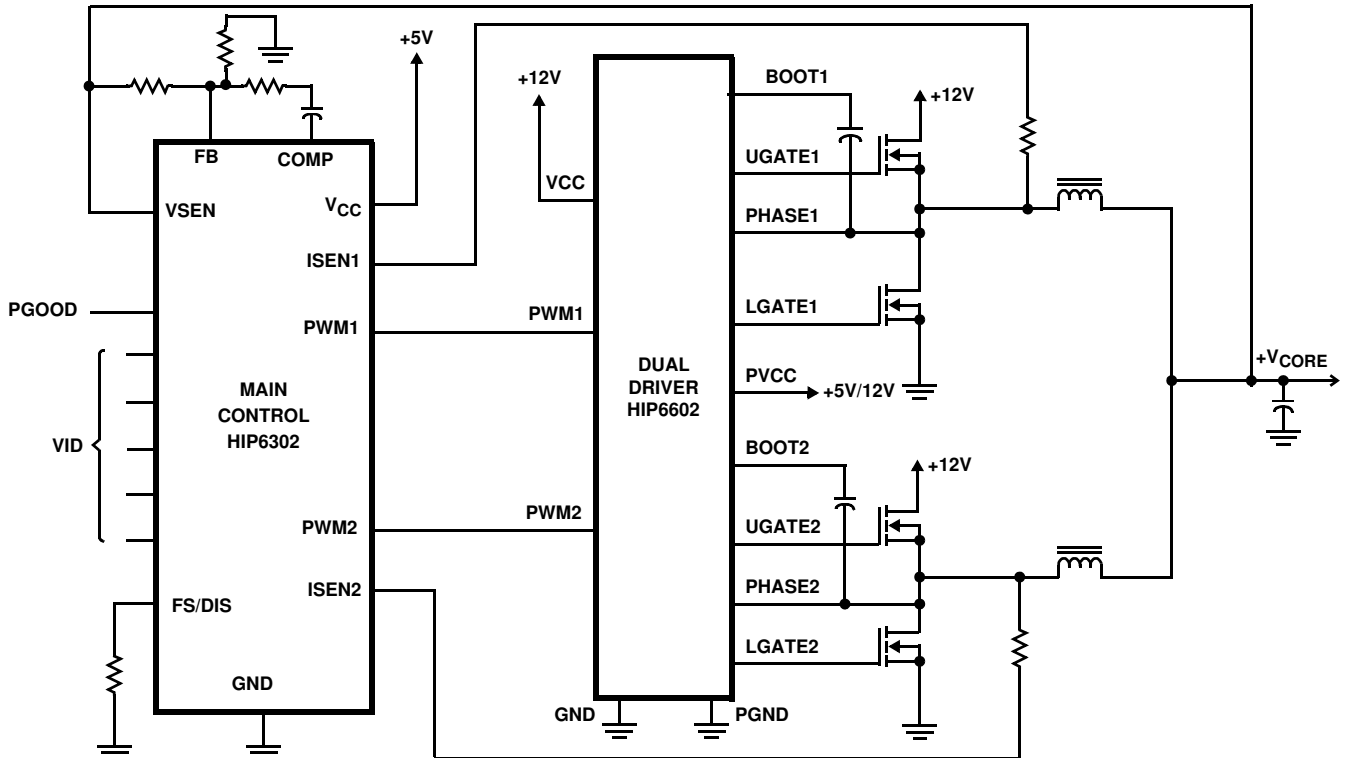 +5V
+12V
BOOT1
+12V
FB
COMP
UGATE1
VCC
VSEN
VCC
PHASE1
ISEN1
PGOOD
PWM1
PWM1
LGATE1
DUAL
DRIVER
HIP6602
PVCC
+5V/12V
+VCORE
MAIN
CONTROL
HIP6302
VID
BOOT2
+12V
PWM2
PWM2
UGATE2
ISEN2
PHASE2
FS/DIS
LGATE2
GND
GND
PGND